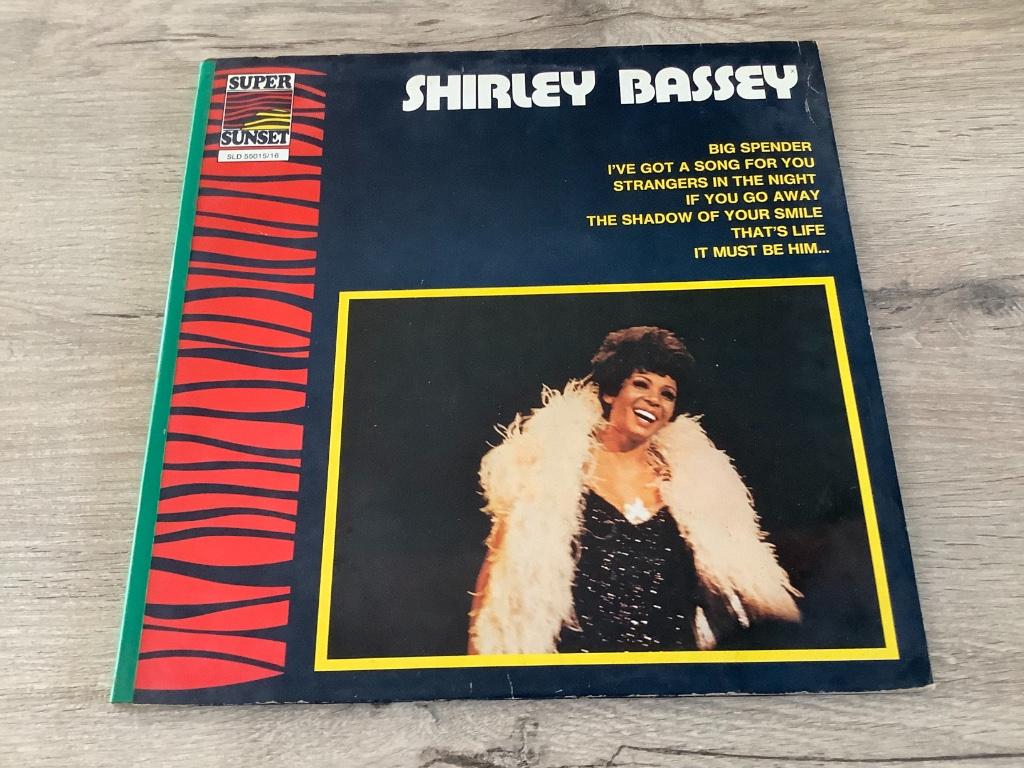 SUPER
SUNSET
SLD 55015/16
SHIRLEY BASSEY
BIG SPENDER
I'VE GOT A SONG FOR YOU
STRANGERS IN THE NIGHT
IF YOU GO AWAY
THE SHADOW OF YOUR SMILE
THAT'S LIFE
IT MUST BE HIM...